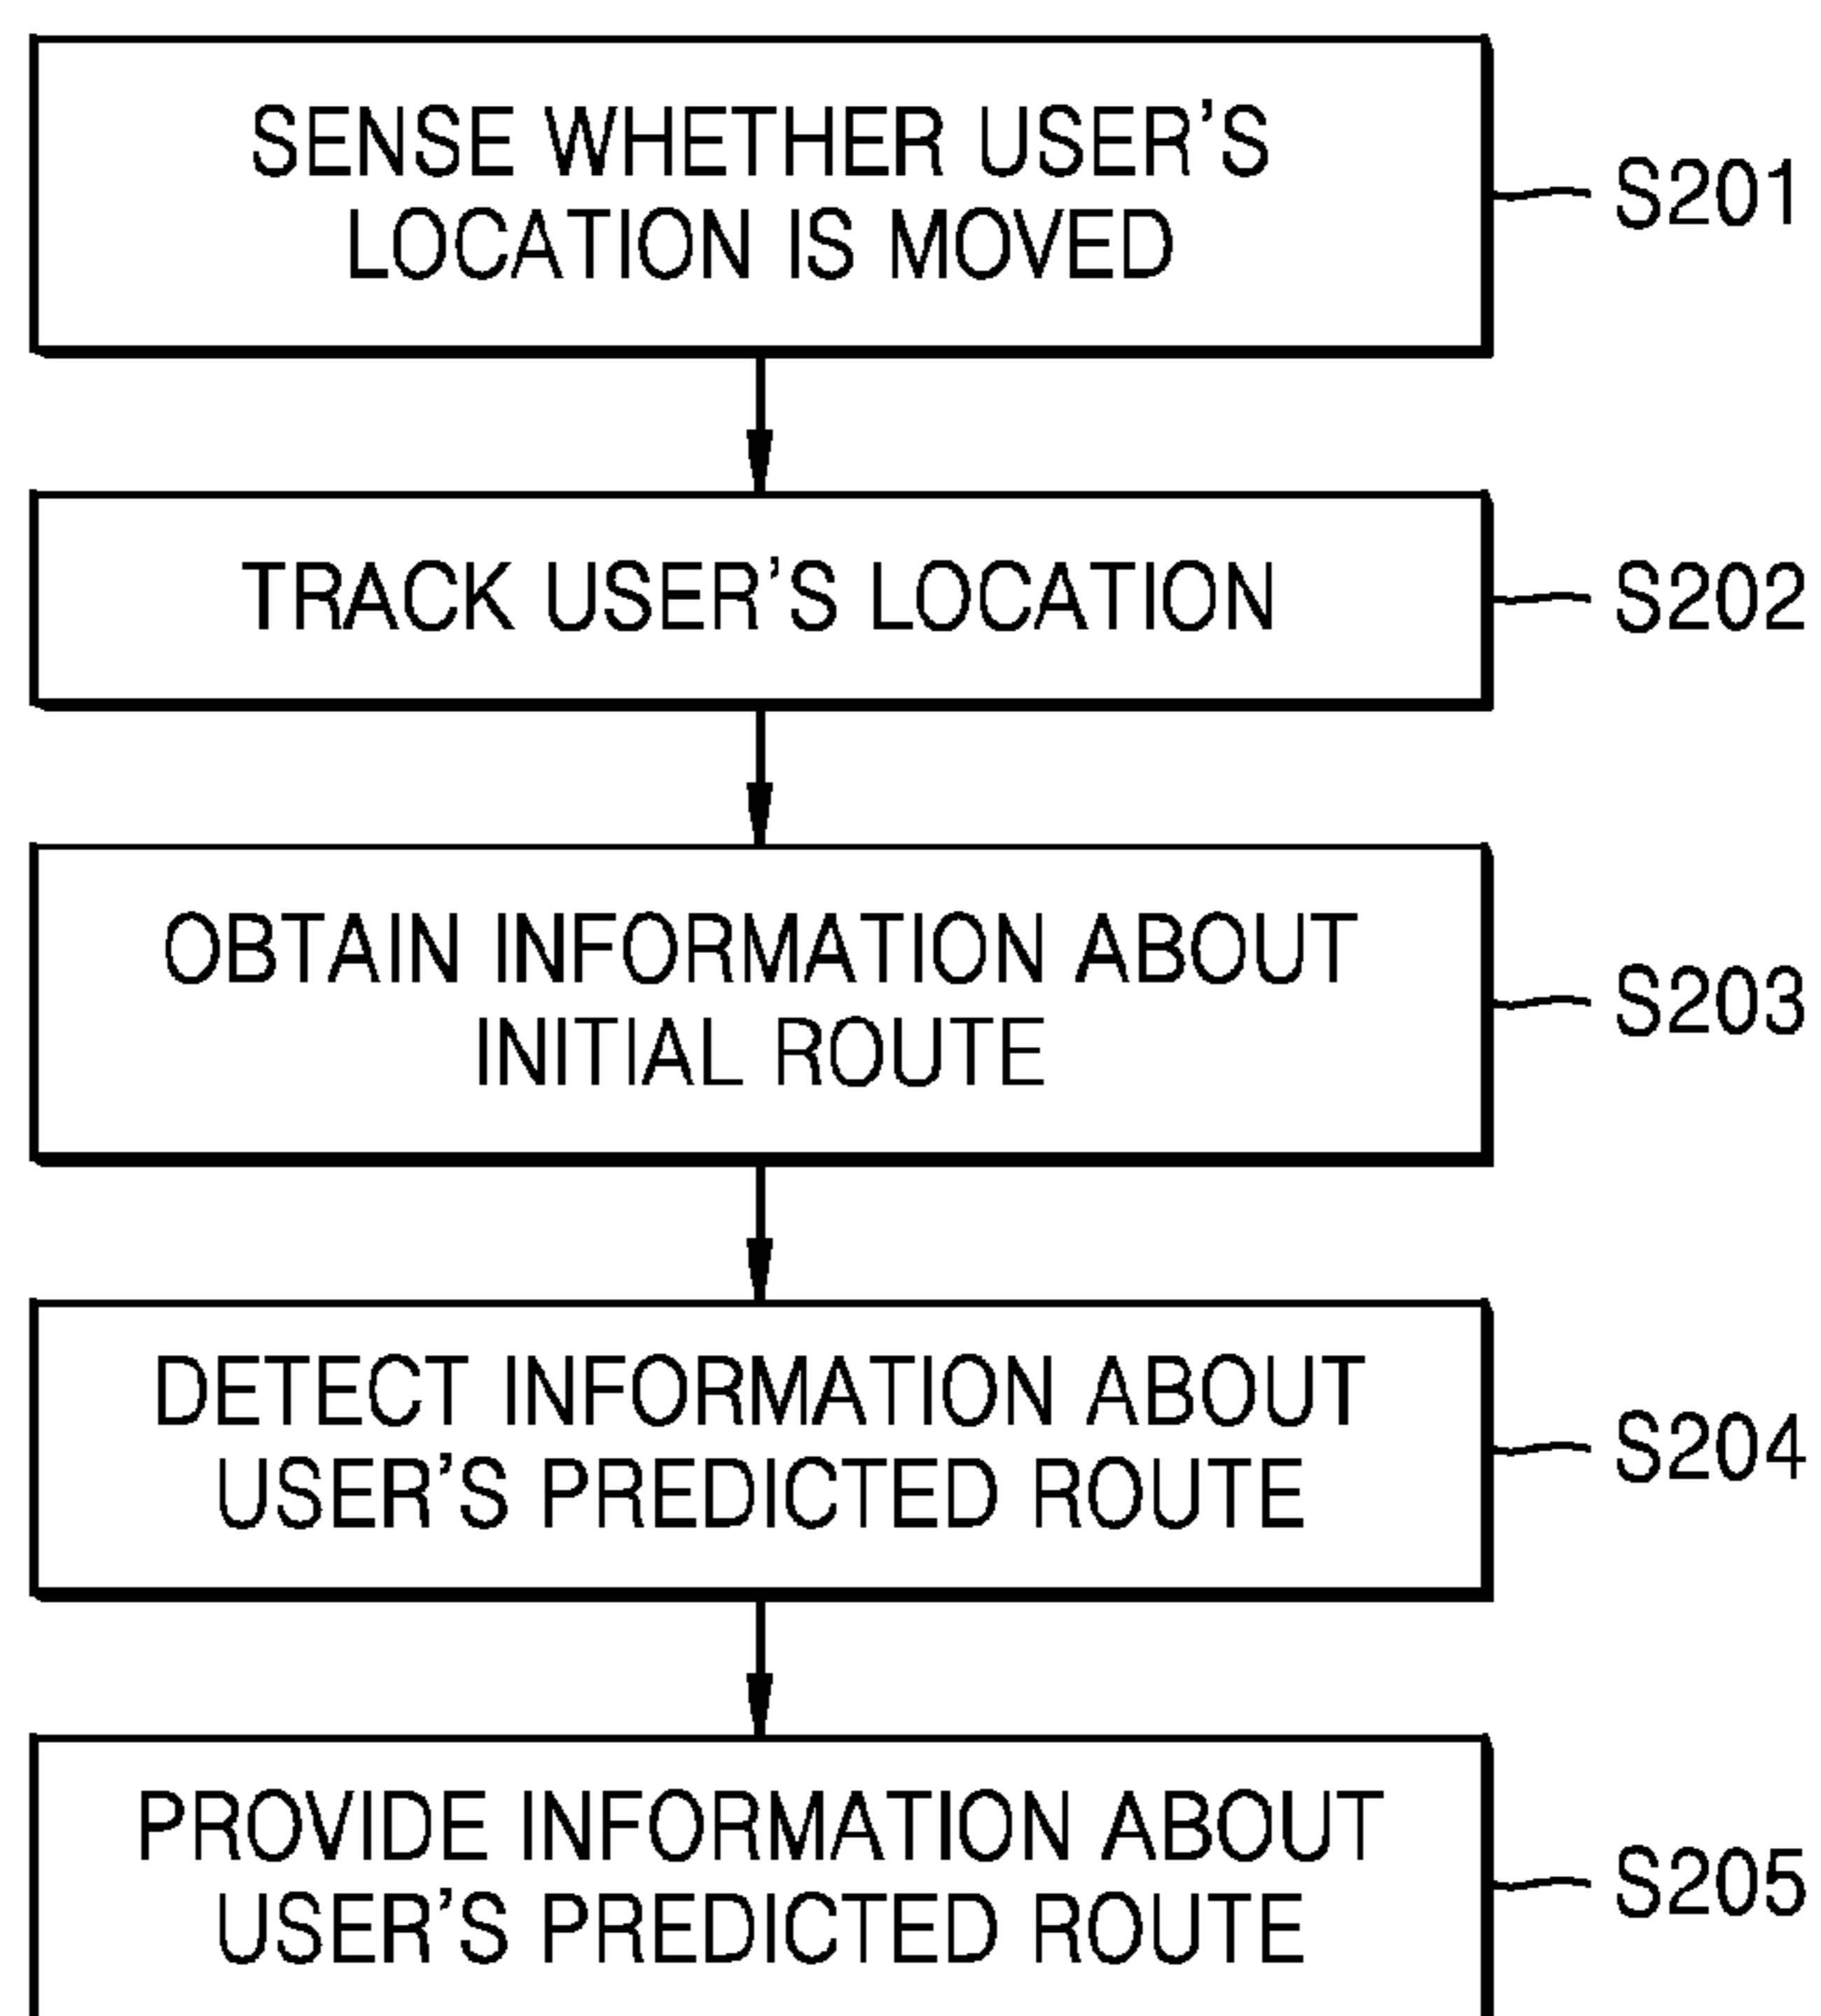 SENSE WHETHER USER'S
LOCATION IS MOVED
S201
TRACK USER'S LOCATION
S202
OBTAIN INFORMATION ABOUT
INITIAL ROUTE
S203
DETECT INFORMATION ABOUT
USER'S PREDICTED ROUTE
S204
PROVIDE INFORMATION ABOUT
USER'S PREDICTED ROUTE
S205